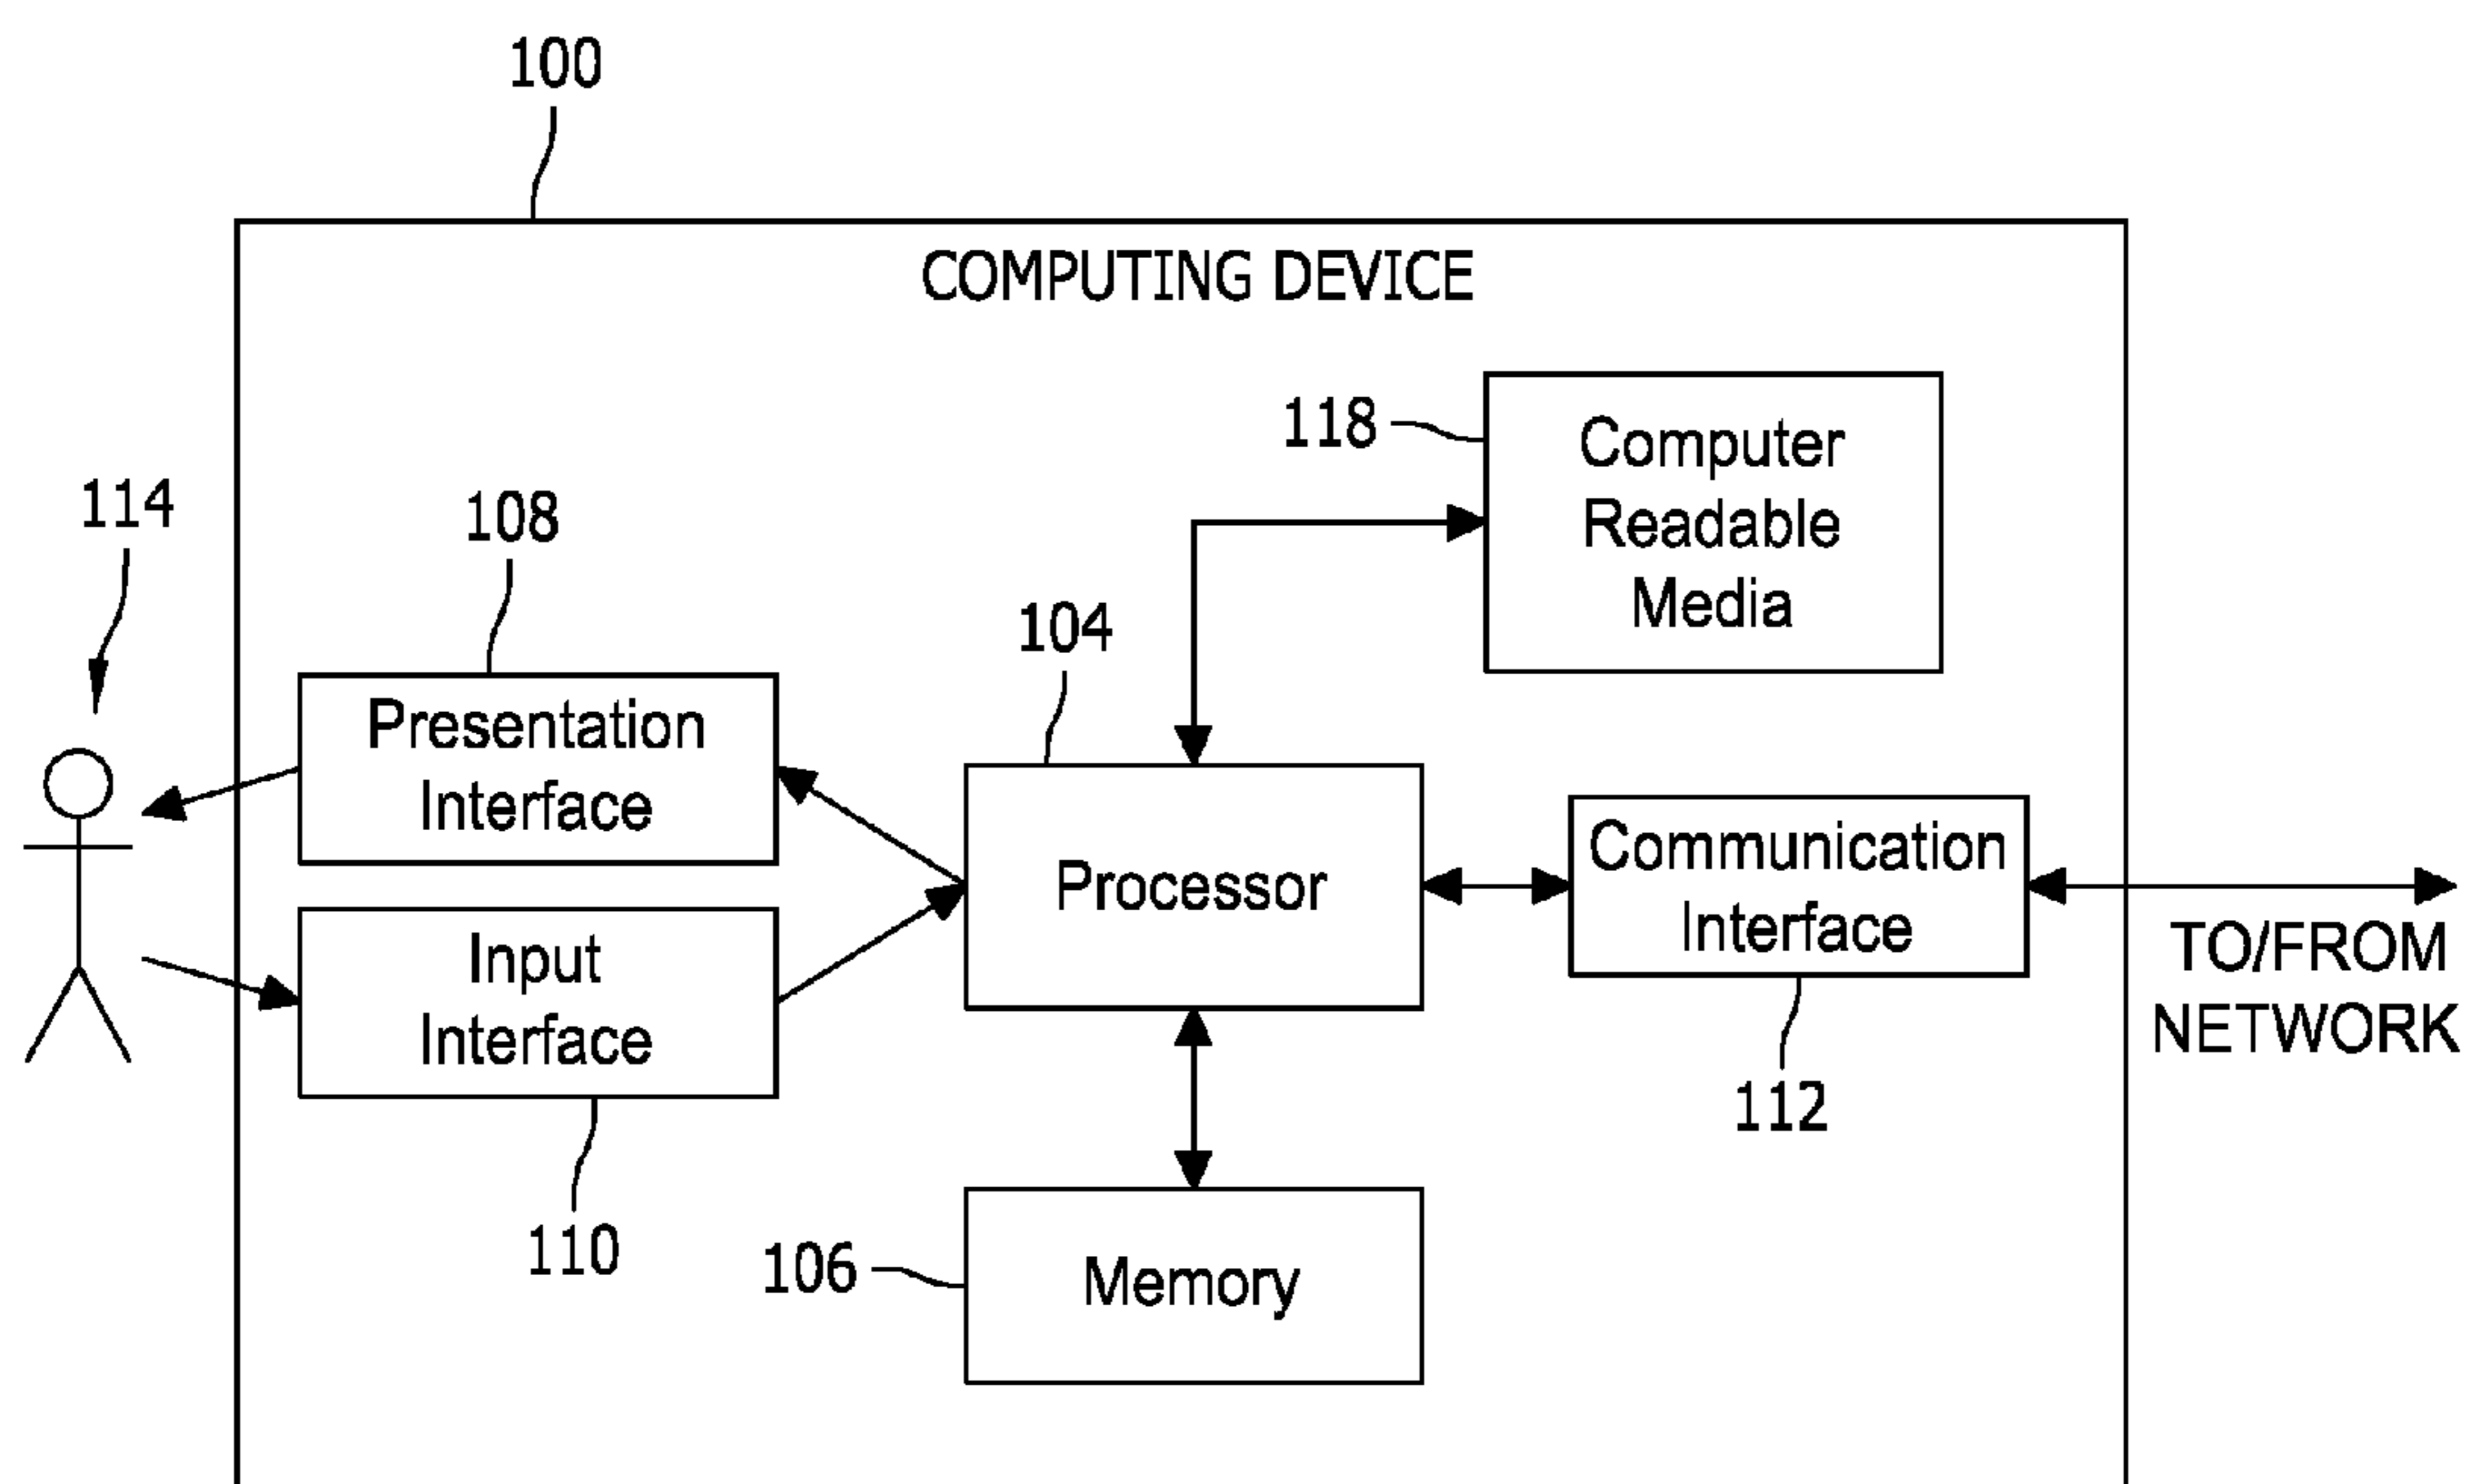 100
COMPUTING DEVICE
118
Computer
Readable
Media
114
108
104
Presentation
Interface
Processor
Communication
Interface
Input
Interface
TO/FROM
NETWORK
112
110
106
Memory